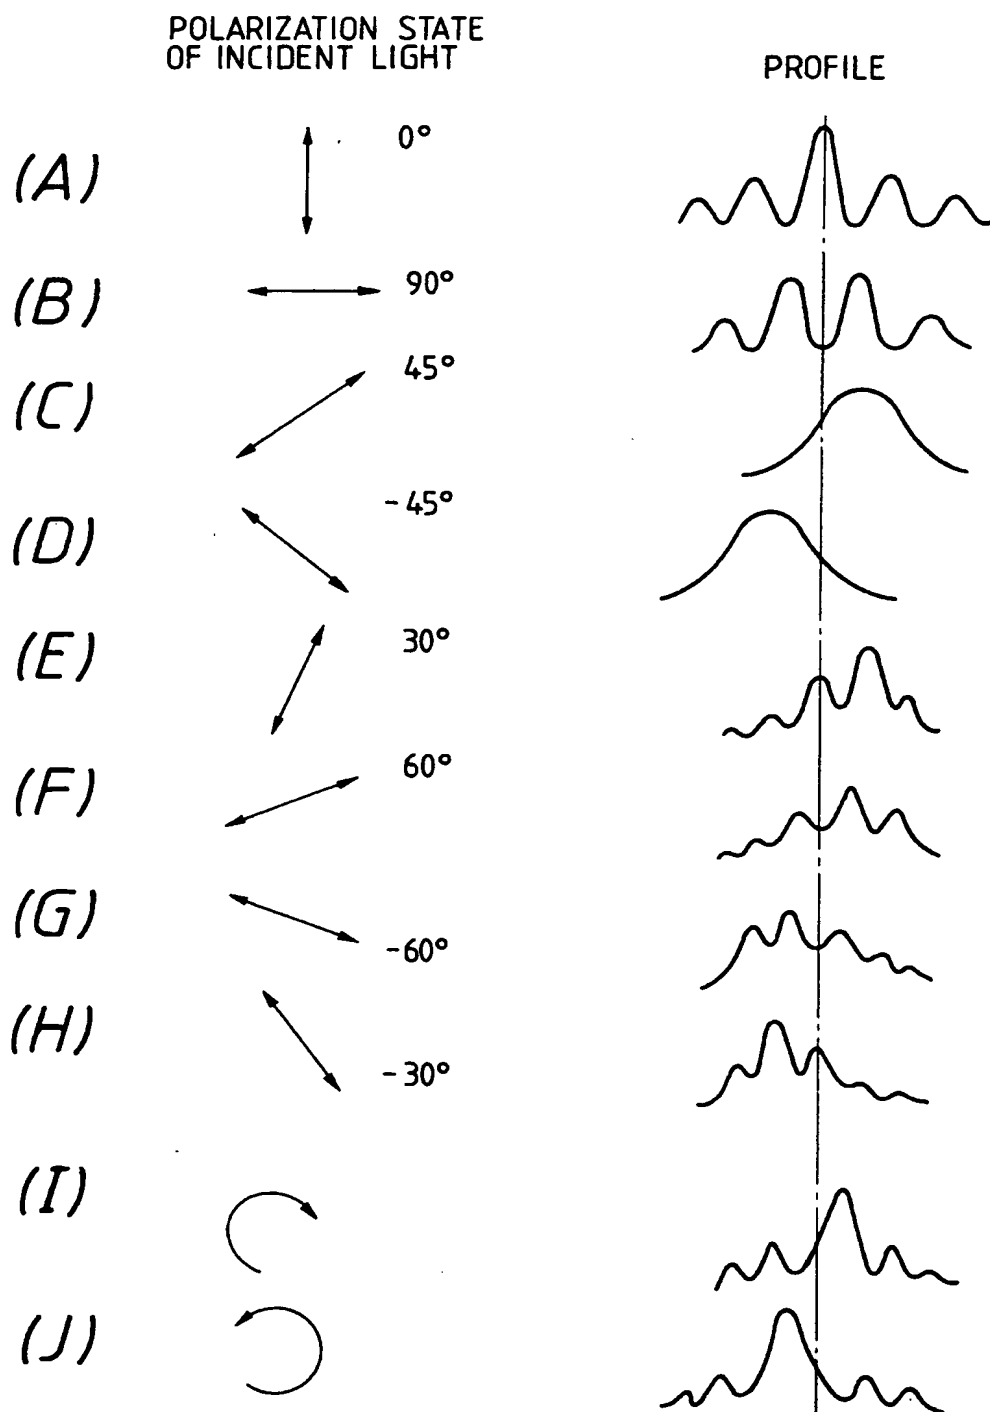 POLARIZATION STATE
OF INCIDENT LIGHT
PROFILE
(A) 0°
(B) 90°
(C) 45°
(D) -45°
(E) 30°
(F) 60°
(G) -60°
(H) -30°
(I)
(J)